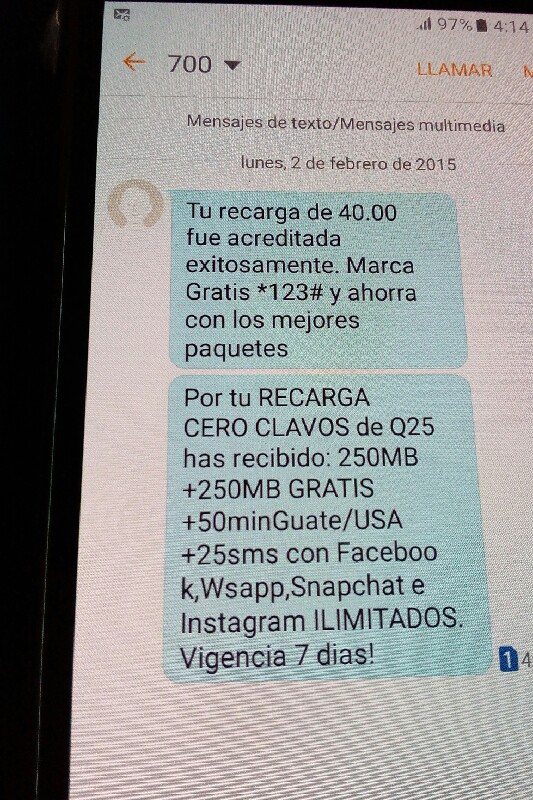 97% 4:14
700
LLAMAR
Mensajes de texto/Mensajes multimedia
lunes, 2 de febrero de 2015
Tu recarga de 40.00
fue acreditada
exitosamente. Marca
Gratis *123# y ahorra
con los mejores
paquetes
Por tu RECARGA
CERO CLAVOS de Q25
has recibido: 250MB
+250MB GRATIS
+50minGuate/USA
+25sms con Faceboo
k,Wsapp,Snapchat e
Instagram ILIMITADOS.
Vigencia 7 dias!
1 4